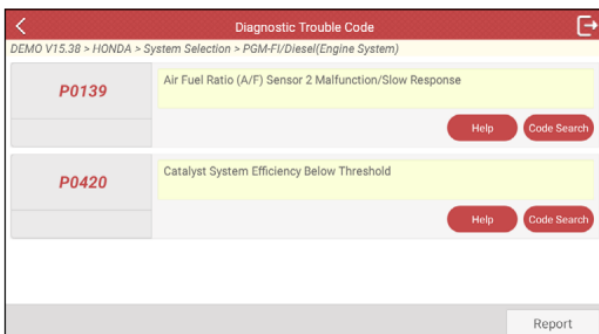 Diagnostic Trouble Code
DEMO V15.38 > HONDA > System Selection > PGM-FI/Diesel(Engine System)
P0139
Air Fuel Ratio (A/F) Sensor 2 Malfunction/Slow Response
Help
Code Search
P0420
Catalyst System Efficiency Below Threshold
Help
Code Search
Report